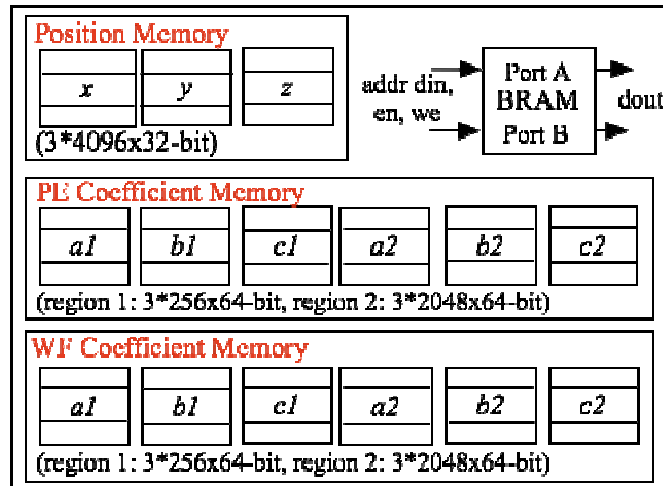 Position Memory
x y z
(3*4096x32-bit)
addr din,
en, we
Port A
BRAM
Port B
dout
PE Coefficient Memory
a1 b1 c1 a2 b2 c2
(region 1: 3*256x64-bit, region 2: 3*2048x64-bit)
WF Coefficient Memory
a1 b1 c1 a2 b2 c2
(region 1: 3*256x64-bit, region 2: 3*2048x64-bit)